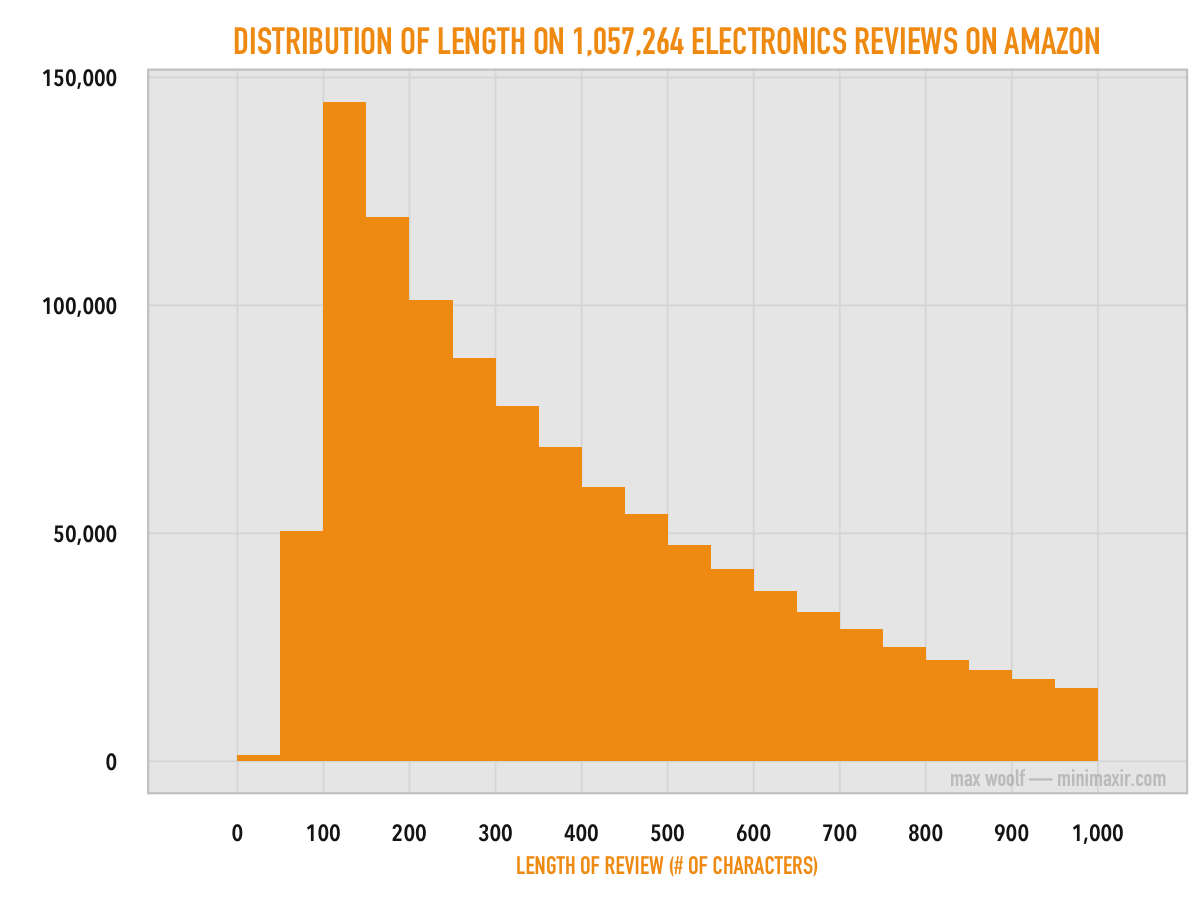 DISTRIBUTION OF LENGTH ON 1,057,264 ELECTRONICS REVIEWS ON AMAZON
150,000
100,000
50,000
0
max woolf — minimaxir.com
0 100 200 300 400 500 600 700 800 900 1,000
LENGTH OF REVIEW (# OF CHARACTERS)